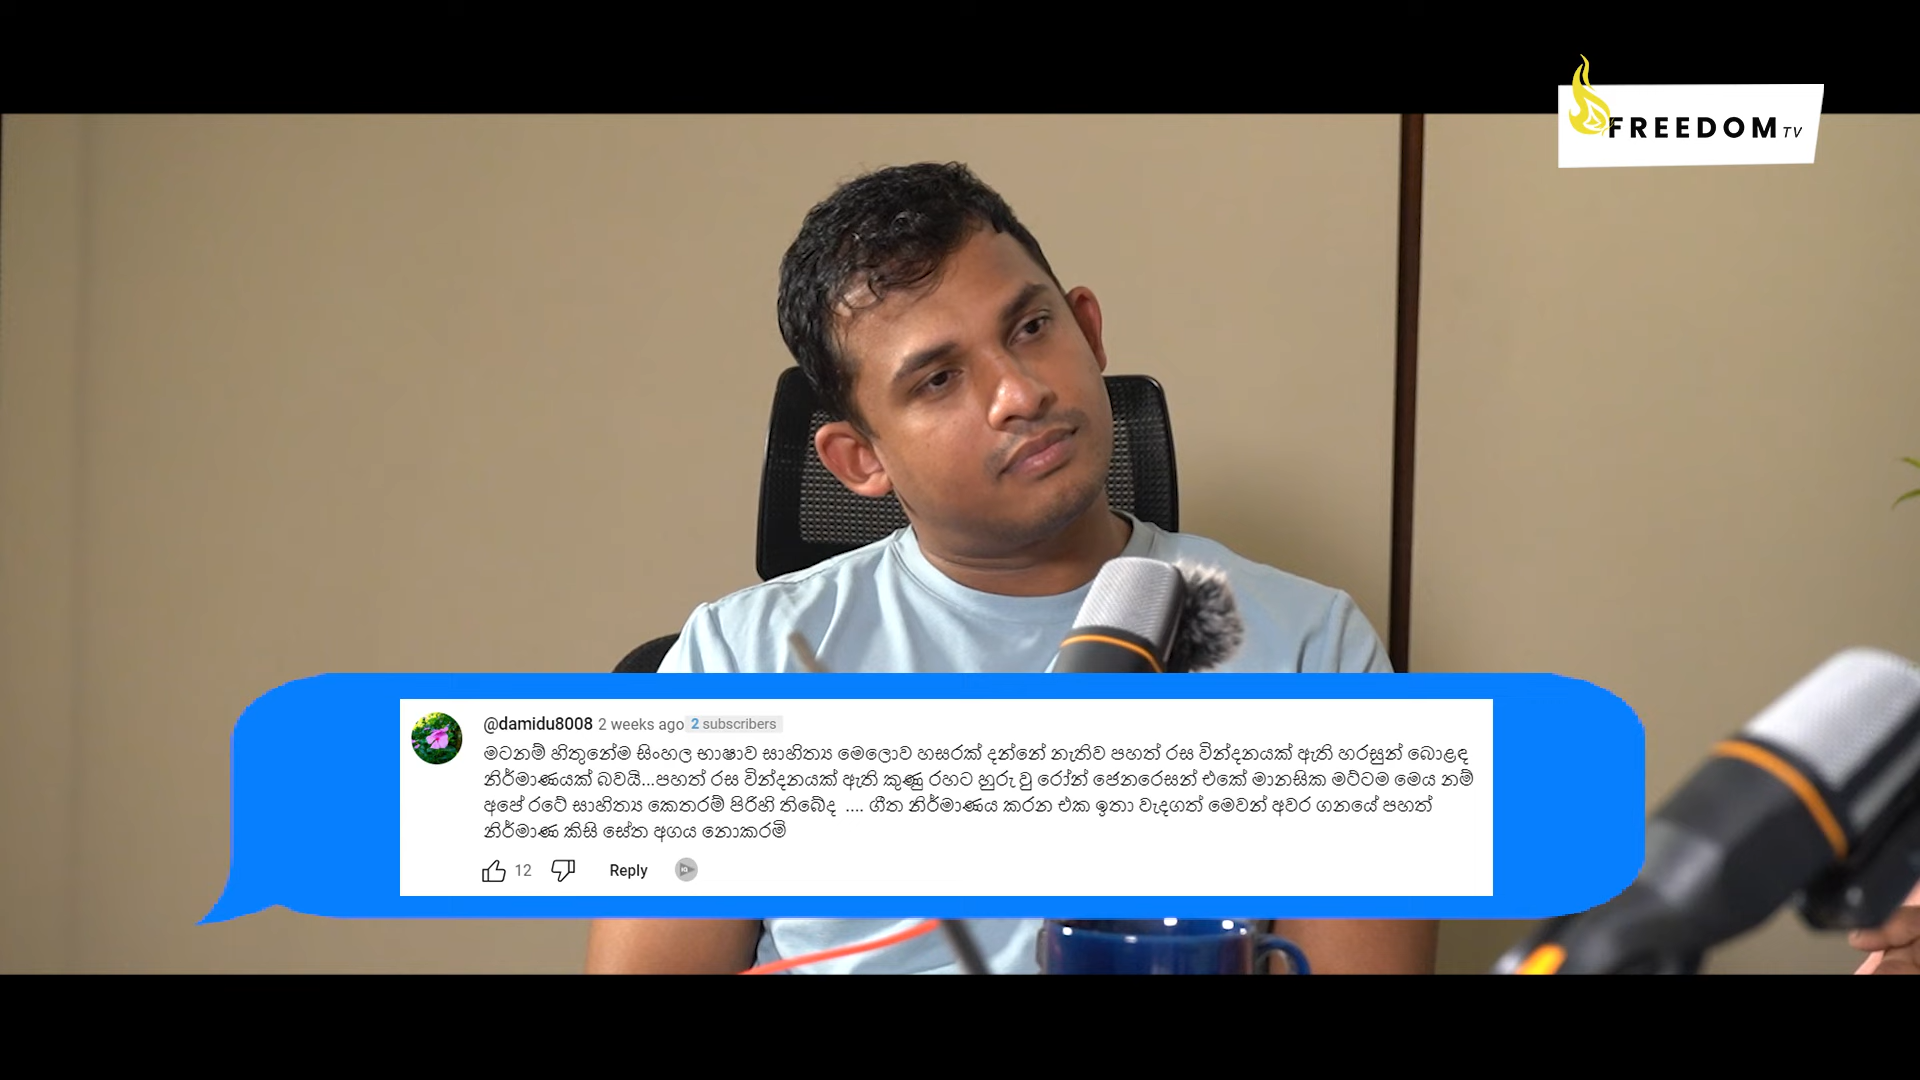 FREEDOM TV
@damidu8008 2 weeks ago 2 subscribers
මටනම් හිතුනේම සිංහල භාෂාව සාහිත්‍ය මෙලොව හසරක් දන්නේ නැතිව පහත් රස වින්දනයක් ඇති හරසුන් බොළඳ
නිර්මාණයක් බවයි...පහත් රස වින්දනයක් ඇති කුණු රහට හුරු වු රෝන් ජෙනරෙසන් එකේ මානසික මට්ටම මෙය නම්
අපේ රටේ සාහිත්‍ය කෙතරම් පිරිහි තිබේද .... ගීත නිර්මාණය කරන එක ඉතා වැදගත් මෙවන් අවර ගනයේ පහත්
නිර්මාණ කිසි සේත අගය නොකරමි
12 Reply